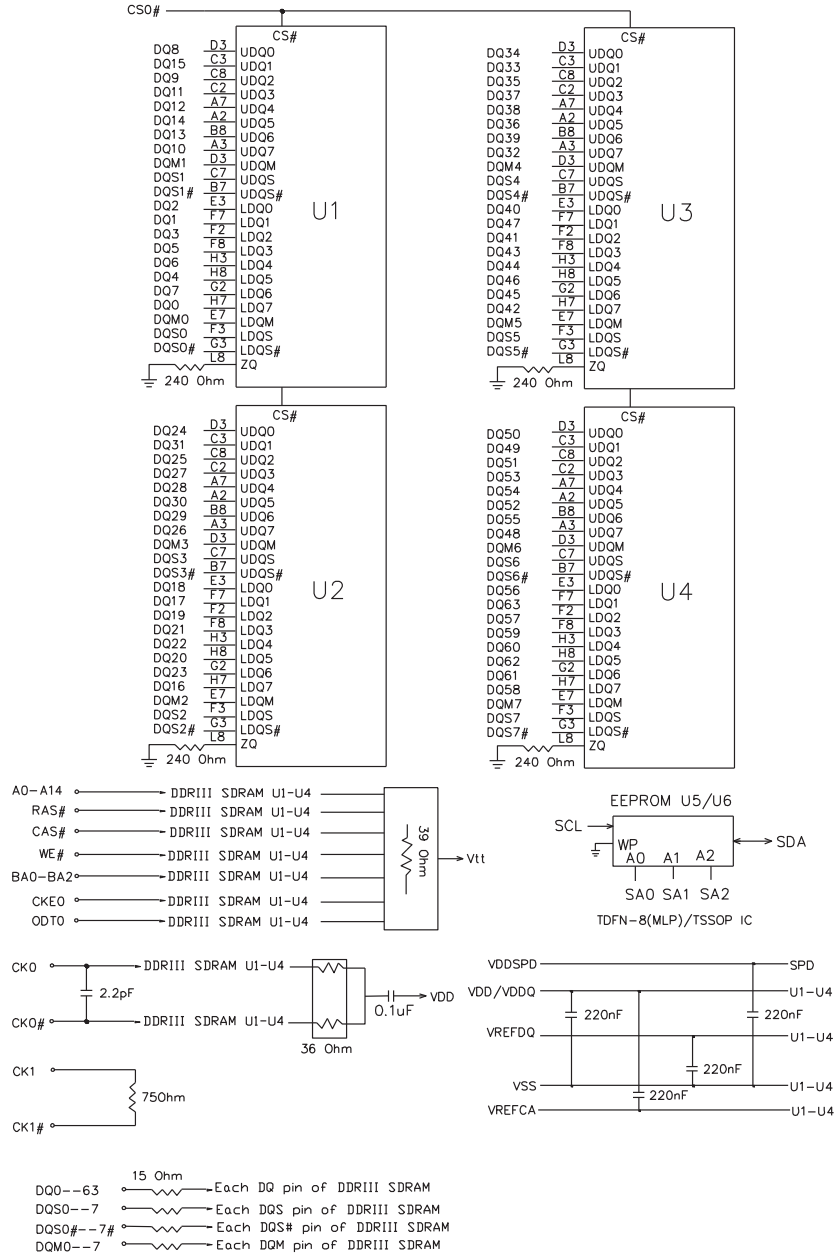 CS0#
CS#
DQ8 D3 UDQ0
DQ15 C3 UDQ1
DQ9 C8 UDQ2
DQ11 C2 UDQ3
DQ12 A7 UDQ4
DQ14 A2 UDQ5
DQ13 B8 UDQ6
DQ10 A3 UDQ7
DQM1 D3 UDQM
DQS1 C7 UDQS
DQS1# B7 UDQS#
DQ2 E3 LDQ0
DQ1 F7 LDQ1
DQ3 F2 LDQ2
DQ5 F8 LDQ3
DQ6 H3 LDQ4
DQ4 H8 LDQ5
DQ7 G2 LDQ6
DQ0 H7 LDQ7
DQM0 E7 LDQM
DQS0 F3 LDQS
DQS0# G3 LDQS#
L8 ZQ
240 Ohm
U1
CS#
DQ34 D3 UDQ0
DQ33 C3 UDQ1
DQ35 C8 UDQ2
DQ37 C2 UDQ3
DQ38 A7 UDQ4
DQ36 A2 UDQ5
DQ39 B8 UDQ6
DQ32 A3 UDQ7
DQM4 D3 UDQM
DQS4 C7 UDQS
DQS4# B7 UDQS#
DQ40 E3 LDQ0
DQ47 F7 LDQ1
DQ41 F2 LDQ2
DQ43 F8 LDQ3
DQ44 H3 LDQ4
DQ46 H8 LDQ5
DQ45 G2 LDQ6
DQ42 H7 LDQ7
DQM5 E7 LDQM
DQS5 F3 LDQS
DQS5# G3 LDQS#
L8 ZQ
240 Ohm
U3
CS#
DQ24 D3 UDQ0
DQ31 C3 UDQ1
DQ25 C8 UDQ2
DQ27 C2 UDQ3
DQ28 A7 UDQ4
DQ30 A2 UDQ5
DQ29 B8 UDQ6
DQ26 A3 UDQ7
DQM3 D3 UDQM
DQS3 C7 UDQS
DQS3# B7 UDQS#
DQ18 E3 LDQ0
DQ17 F7 LDQ1
DQ19 F2 LDQ2
DQ21 F8 LDQ3
DQ22 H3 LDQ4
DQ20 H8 LDQ5
DQ23 G2 LDQ6
DQ16 H7 LDQ7
DQM2 E7 LDQM
DQS2 F3 LDQS
DQS2# G3 LDQS#
L8 ZQ
240 Ohm
U2
CS#
DQ50 D3 UDQ0
DQ49 C3 UDQ1
DQ51 C8 UDQ2
DQ53 C2 UDQ3
DQ54 A7 UDQ4
DQ52 A2 UDQ5
DQ55 B8 UDQ6
DQ48 A3 UDQ7
DQM6 D3 UDQM
DQS6 C7 UDQS
DQS6# B7 UDQS#
DQ56 E3 LDQ0
DQ63 F7 LDQ1
DQ57 F2 LDQ2
DQ59 F8 LDQ3
DQ60 H3 LDQ4
DQ62 H8 LDQ5
DQ61 G2 LDQ6
DQ58 H7 LDQ7
DQM7 E7 LDQM
DQS7 F3 LDQS
DQS7# G3 LDQS#
L8 ZQ
240 Ohm
U4
A0-A14 DDRIII SDRAM U1-U4
RAS# DDRIII SDRAM U1-U4
CAS# DDRIII SDRAM U1-U4
WE# DDRIII SDRAM U1-U4
BA0-BA2 DDRIII SDRAM U1-U4
CKE0 DDRIII SDRAM U1-U4
ODT0 DDRIII SDRAM U1-U4
39 Ohm
Vtt
EEPROM U5/U6
SCL
WP
SDA
A0 A1 A2
SA0 SA1 SA2
TDFN-8(MLP)/TSSOP IC
CK0 DDRIII SDRAM U1-U4
2.2pF
CK0# DDRIII SDRAM U1-U4
36 Ohm
0.1uF
VDD
CK1
75Ohm
CK1#
VDDSPD SPD
VDD/VDDQ U1-U4
220nF 220nF
VREFDQ U1-U4
220nF
VSS U1-U4
220nF
VREFCA U1-U4
15 Ohm
DQ0--63 Each DQ pin of DDRIII SDRAM
DQS0--7 Each DQS pin of DDRIII SDRAM
DQS0#--7# Each DQS# pin of DDRIII SDRAM
DQM0--7 Each DQM pin of DDRIII SDRAM